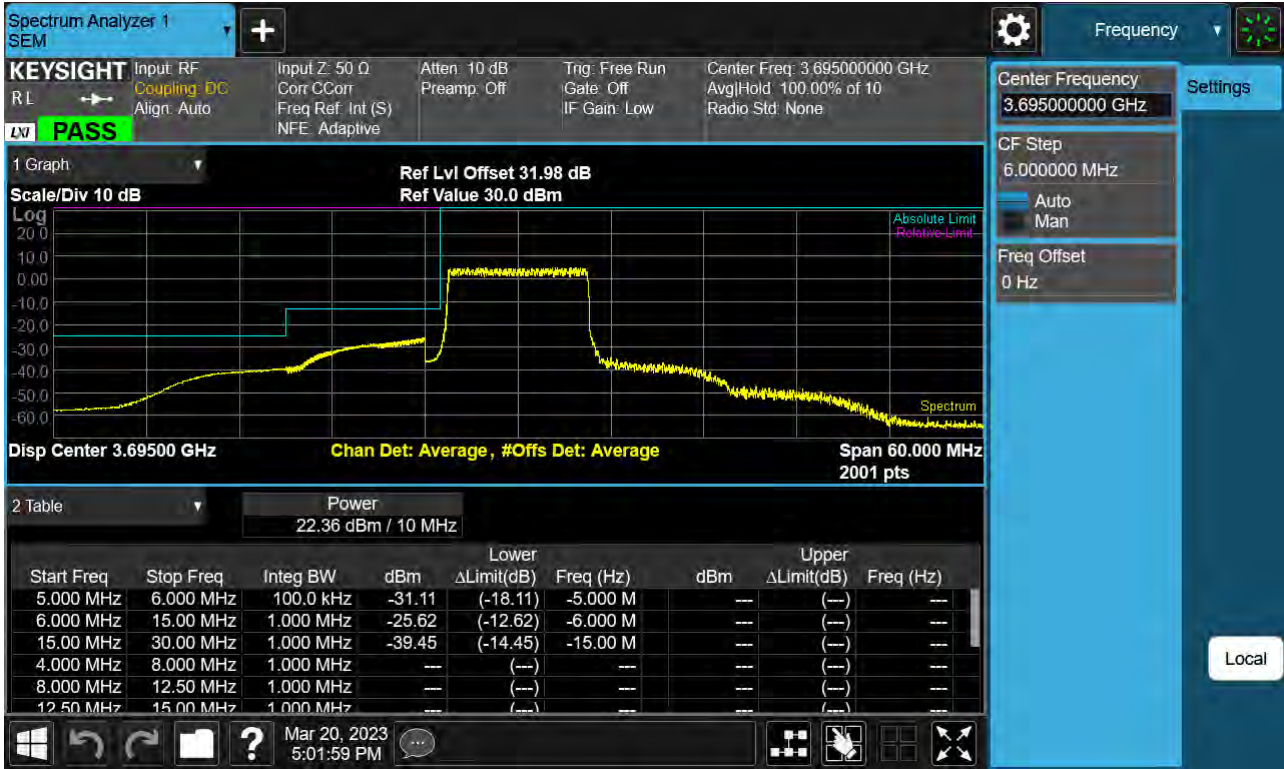 Spectrum Analyzer 1
SEM
Frequency
KEYSIGHT
RL
LXI
PASS
Input: RF
Coupling: DC
Align: Auto
Input Z: 50 Ω
Corr CCorr
Freq Ref: Int (S)
NFE: Adaptive
Atten: 10 dB
Preamp: Off
Trig: Free Run
Gate: Off
IF Gain: Low
Center Freq: 3.695000000 GHz
Avg|Hold: 100.00% of 10
Radio Std: None
Center Frequency
3.695000000 GHz
Settings
CF Step
6.000000 MHz
Auto
Man
Freq Offset
0 Hz
1 Graph
Scale/Div 10 dB
Ref Lvl Offset 31.98 dB
Ref Value 30.0 dBm
Log
Absolute Limit
Relative Limit
20.0
10.0
0.00
-10.0
-20.0
-30.0
-40.0
-50.0
-60.0
Spectrum
Disp Center 3.69500 GHz
Chan Det: Average, #Offs Det: Average
Span 60.000 MHz
2001 pts
2 Table
Power
22.36 dBm / 10 MHz
Lower Upper
Start Freq Stop Freq Integ BW dBm ΔLimit(dB) Freq (Hz) dBm ΔLimit(dB) Freq (Hz)
5.000 MHz 6.000 MHz 100.0 kHz -31.11 (-18.11) -5.000 M --- (---) ---
6.000 MHz 15.00 MHz 1.000 MHz -25.62 (-12.62) -6.000 M --- (---) ---
15.00 MHz 30.00 MHz 1.000 MHz -39.45 (-14.45) -15.00 M --- (---) ---
4.000 MHz 8.000 MHz 1.000 MHz --- (---) --- --- (---) ---
8.000 MHz 12.50 MHz 1.000 MHz --- (---) --- --- (---) ---
12.50 MHz 15.00 MHz 1.000 MHz --- (---) --- --- (---) ---
Local
?
Mar 20, 2023
5:01:59 PM